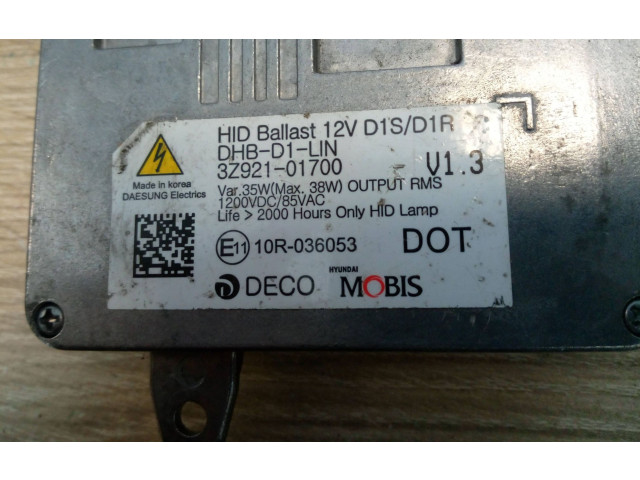 HID Ballast 12V D1S/D1R
DHB-D1-LIN
3Z921-01700 V1.3
Var.35W(Max. 38W) OUTPUT RMS
1200VDC/85VAC
Life > 2000 Hours Only HID Lamp
Made in korea
DAESUNG Electrics
E11 10R-036053 DOT
DECO HYUNDAI MOBIS